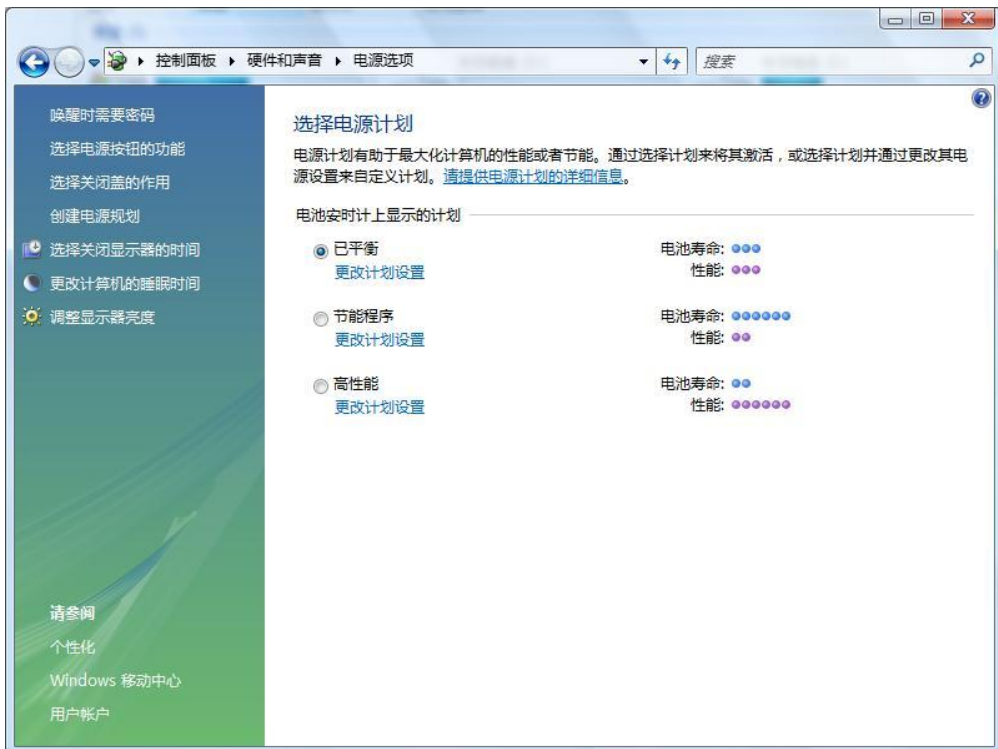 控制面板 ▸ 硬件和声音 ▸ 电源选项
搜索
唤醒时需要密码
选择电源按钮的功能
选择关闭盖的作用
创建电源规划
选择关闭显示器的时间
更改计算机的睡眠时间
调整显示器亮度
请参阅
个性化
Windows 移动中心
用户帐户
选择电源计划
电源计划有助于最大化计算机的性能或者节能。通过选择计划来将其激活，或选择计划并通过更改其电
源设置来自定义计划。请提供电源计划的详细信息。
电池安时计上显示的计划
已平衡 电池寿命:
更改计划设置 性能:
节能程序 电池寿命:
更改计划设置 性能:
高性能 电池寿命:
更改计划设置 性能: